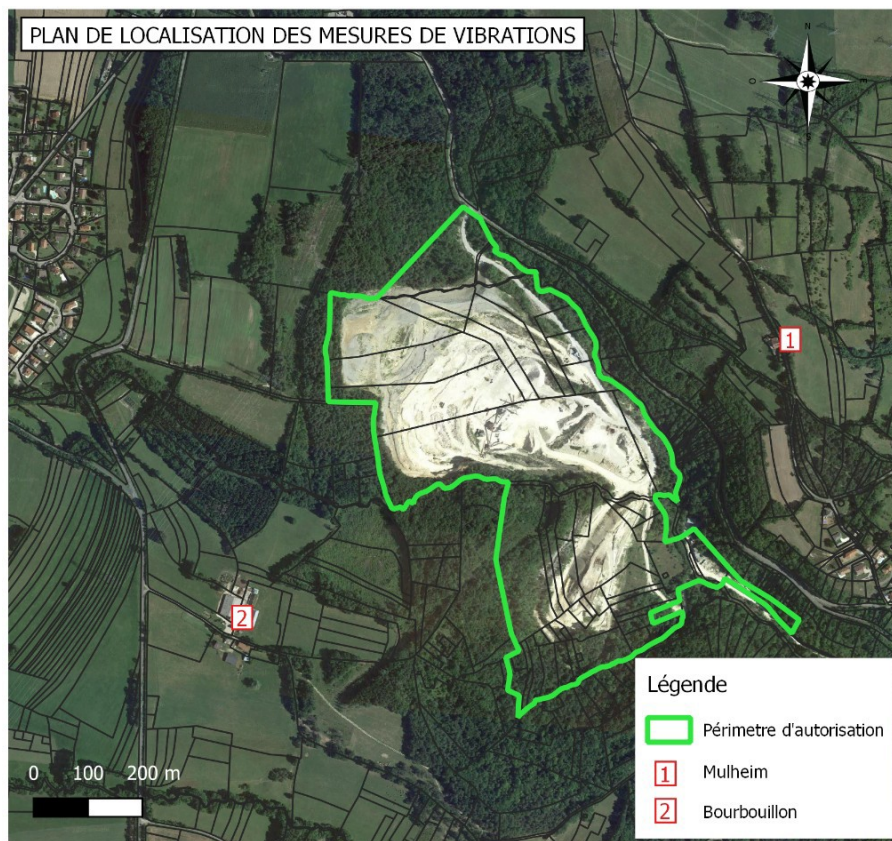 PLAN DE LOCALISATION DES MESURES DE VIBRATIONS
N
O
E
S
1
2
Légende
Périmetre d'autorisation
1 Mulheim
2 Bourbouillon
0 100 200 m